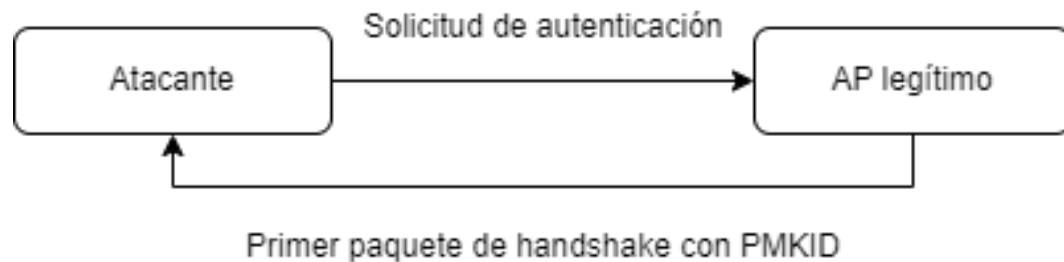 Solicitud de autenticación
Atacante
AP legítimo
Primer paquete de handshake con PMKID